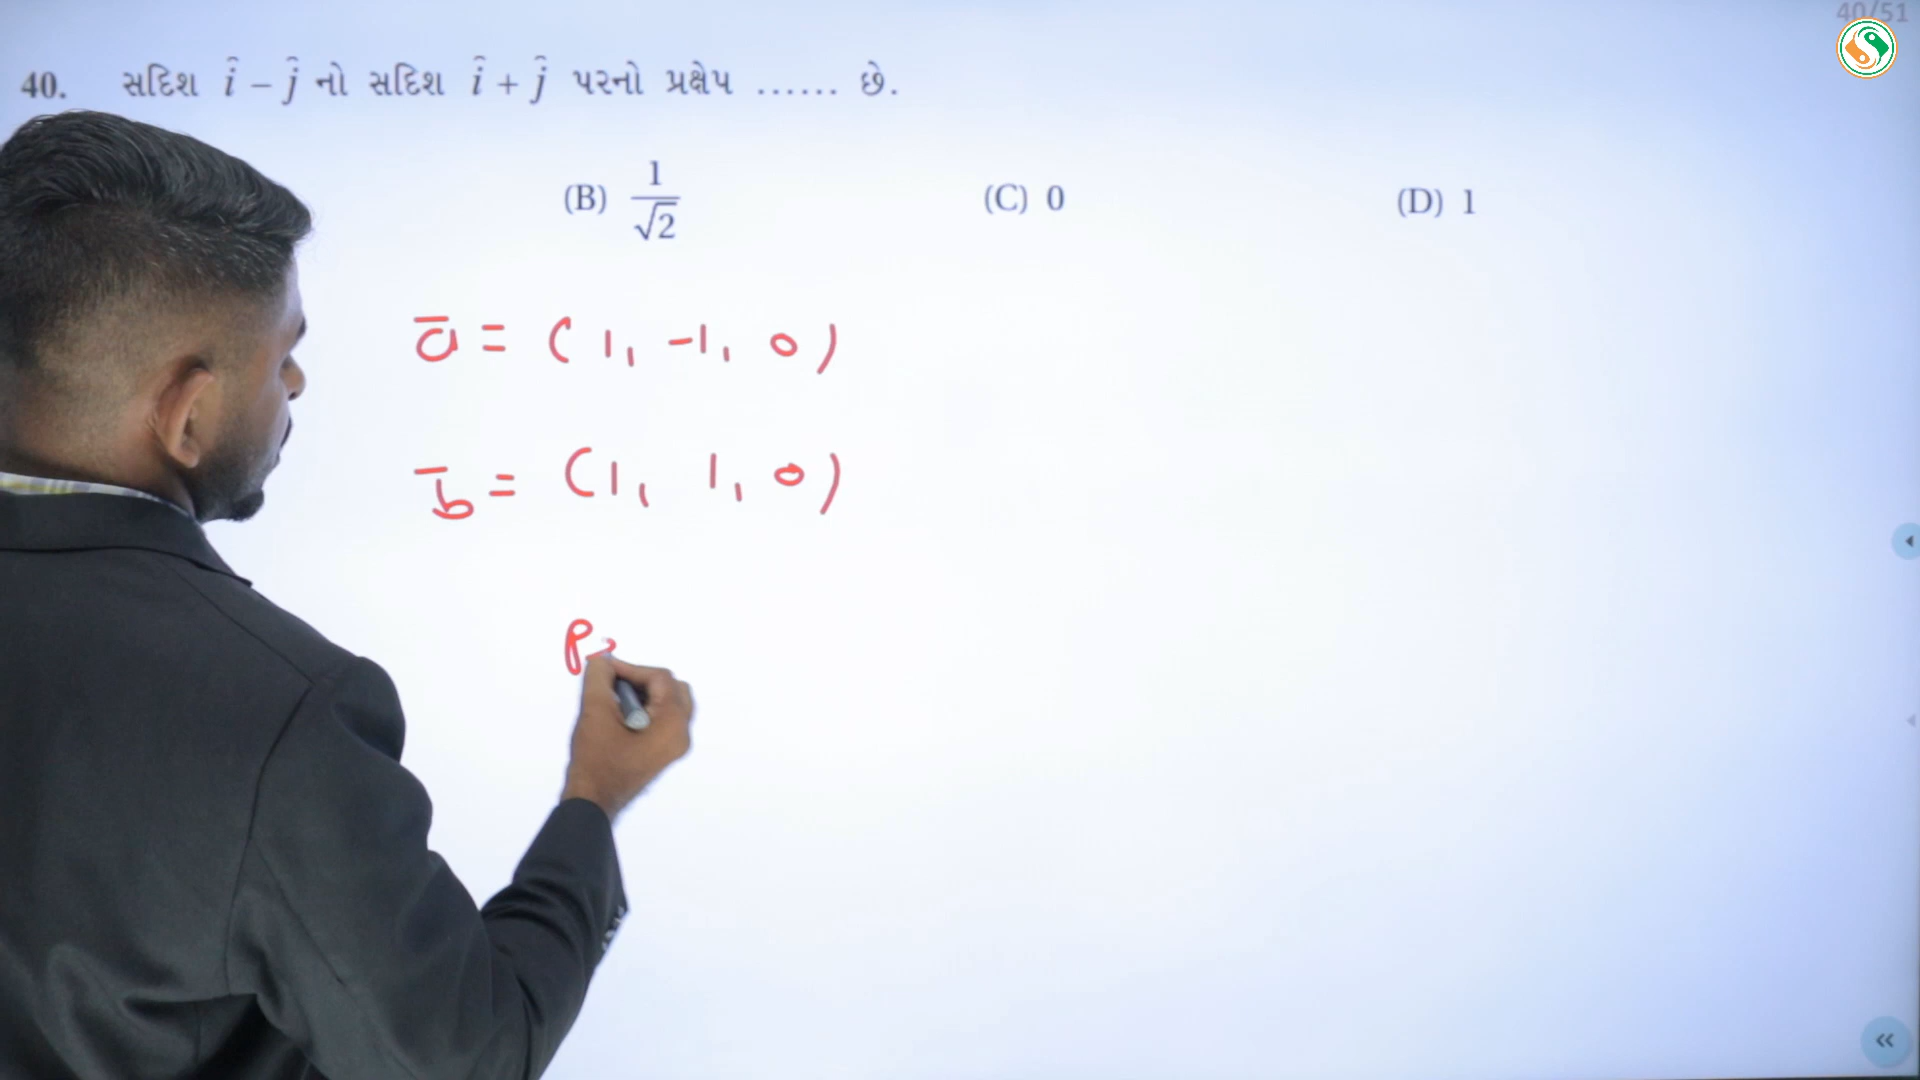 40/51
40. સદિશ î − ĵ નો સદિશ î + ĵ પરનો પ્રક્ષેપ ...... છે.
(B) 1/√2 (C) 0 (D) 1
a̅ = (1, -1, 0)
b̅ = (1, 1, 0)
P